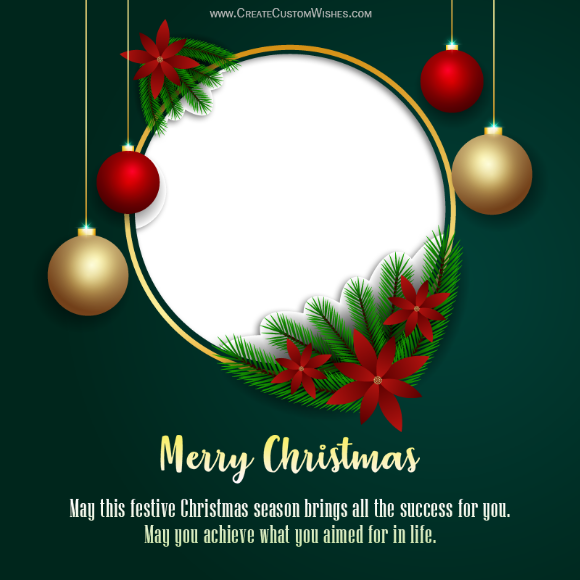 www.CreateCustomWishes.com
Merry Christmas
May this festive Christmas season brings all the success for you.
May you achieve what you aimed for in life.